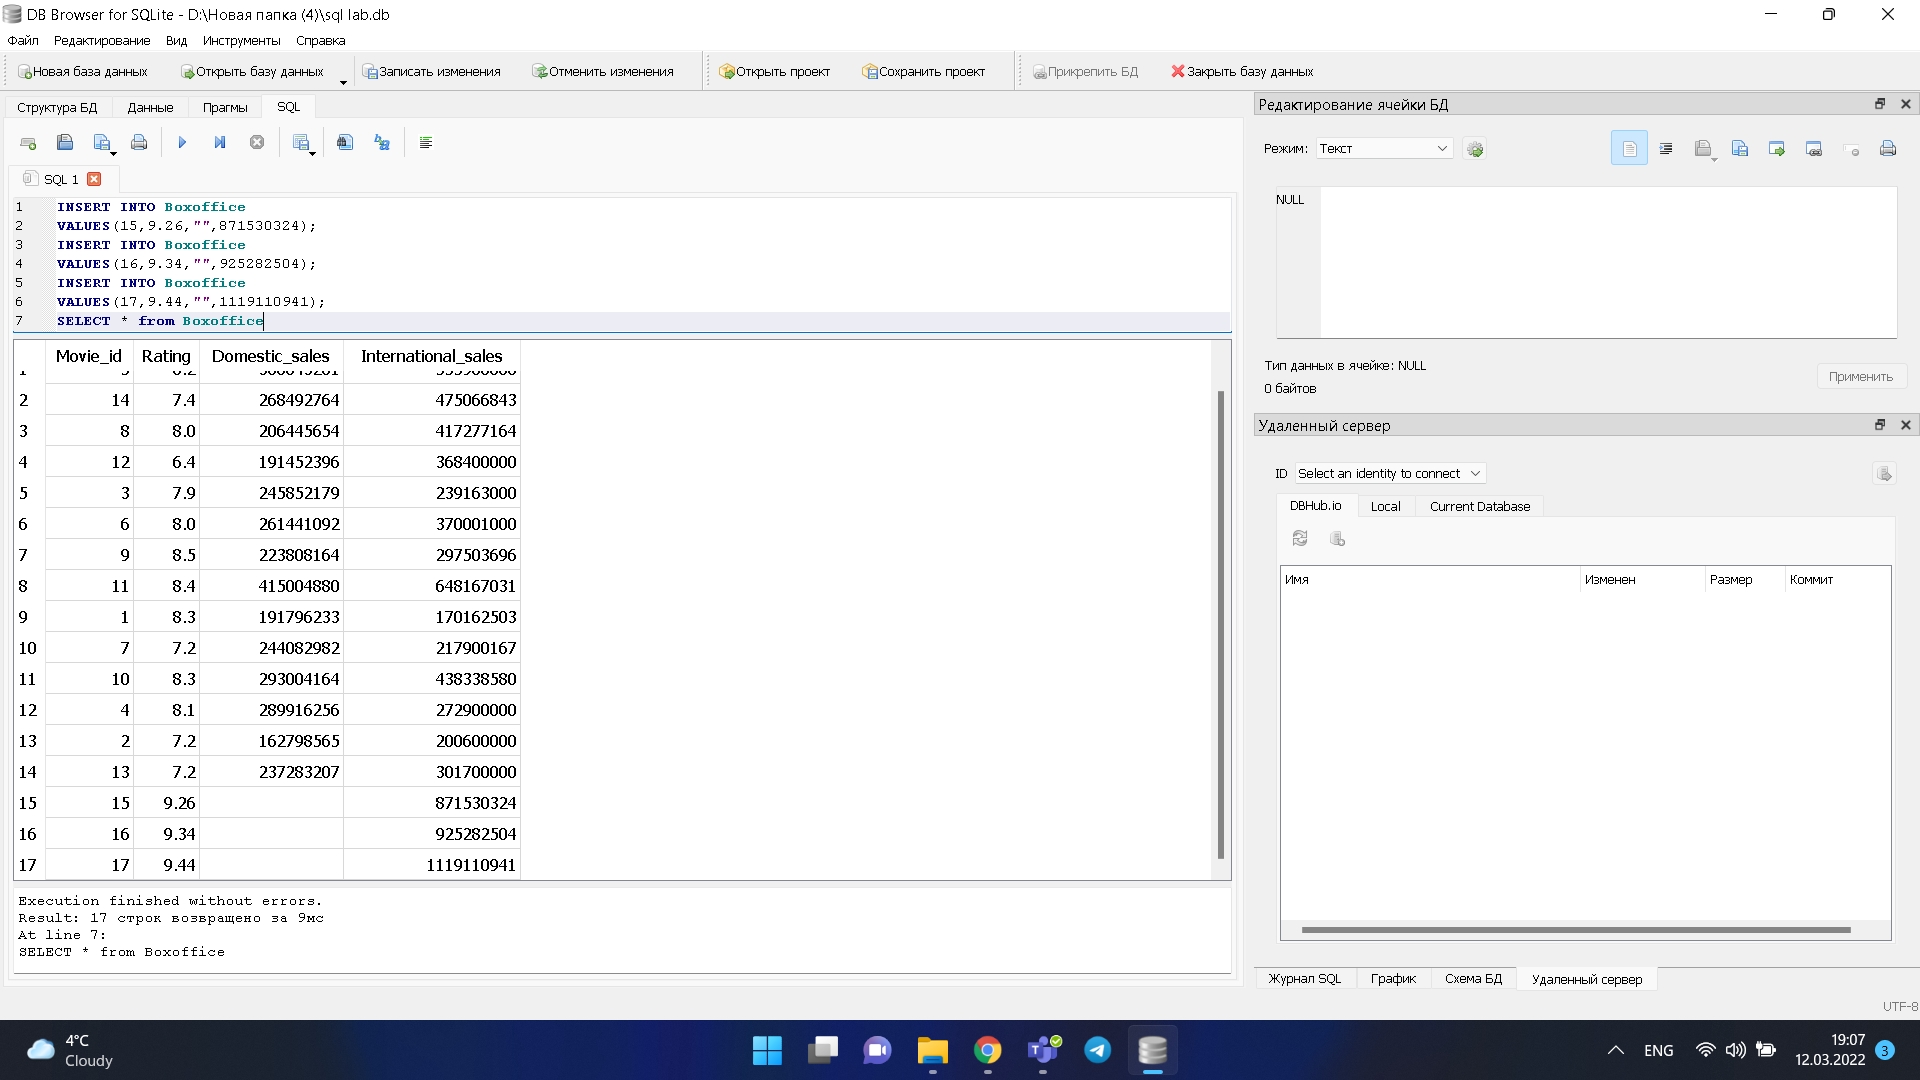 DB Browser for SQLite - D:\Новая папка (4)\sql lab.db
Файл Редактирование Вид Инструменты Справка
Новая база данных Открыть базу данных Записать изменения Отменить изменения Открыть проект Сохранить проект Прикрепить БД Закрыть базу данных
Структура БД Данные Прагмы SQL
SQL 1
1 INSERT INTO Boxoffice
2 VALUES(15,9.26,"",871530324);
3 INSERT INTO Boxoffice
4 VALUES(16,9.34,"",925282504);
5 INSERT INTO Boxoffice
6 VALUES(17,9.44,"",1119110941);
7 SELECT * from Boxoffice
Movie_id Rating Domestic_sales International_sales
2 14 7.4 268492764 475066843
3 8 8.0 206445654 417277164
4 12 6.4 191452396 368400000
5 3 7.9 245852179 239163000
6 6 8.0 261441092 370001000
7 9 8.5 223808164 297503696
8 11 8.4 415004880 648167031
9 1 8.3 191796233 170162503
10 7 7.2 244082982 217900167
11 10 8.3 293004164 438338580
12 4 8.1 289916256 272900000
13 2 7.2 162798565 200600000
14 13 7.2 237283207 301700000
15 15 9.26 871530324
16 16 9.34 925282504
17 17 9.44 1119110941
Execution finished without errors.
Result: 17 строк возвращено за 9мс
At line 7:
SELECT * from Boxoffice
Редактирование ячейки БД
Режим: Текст
NULL
Тип данных в ячейке: NULL
0 байтов
Применить
Удаленный сервер
ID Select an identity to connect
DBHub.io Local Current Database
Имя Изменен Размер Коммит
Журнал SQL График Схема БД Удаленный сервер
UTF-8
4°C
Cloudy
ENG
19:07
12.03.2022
3